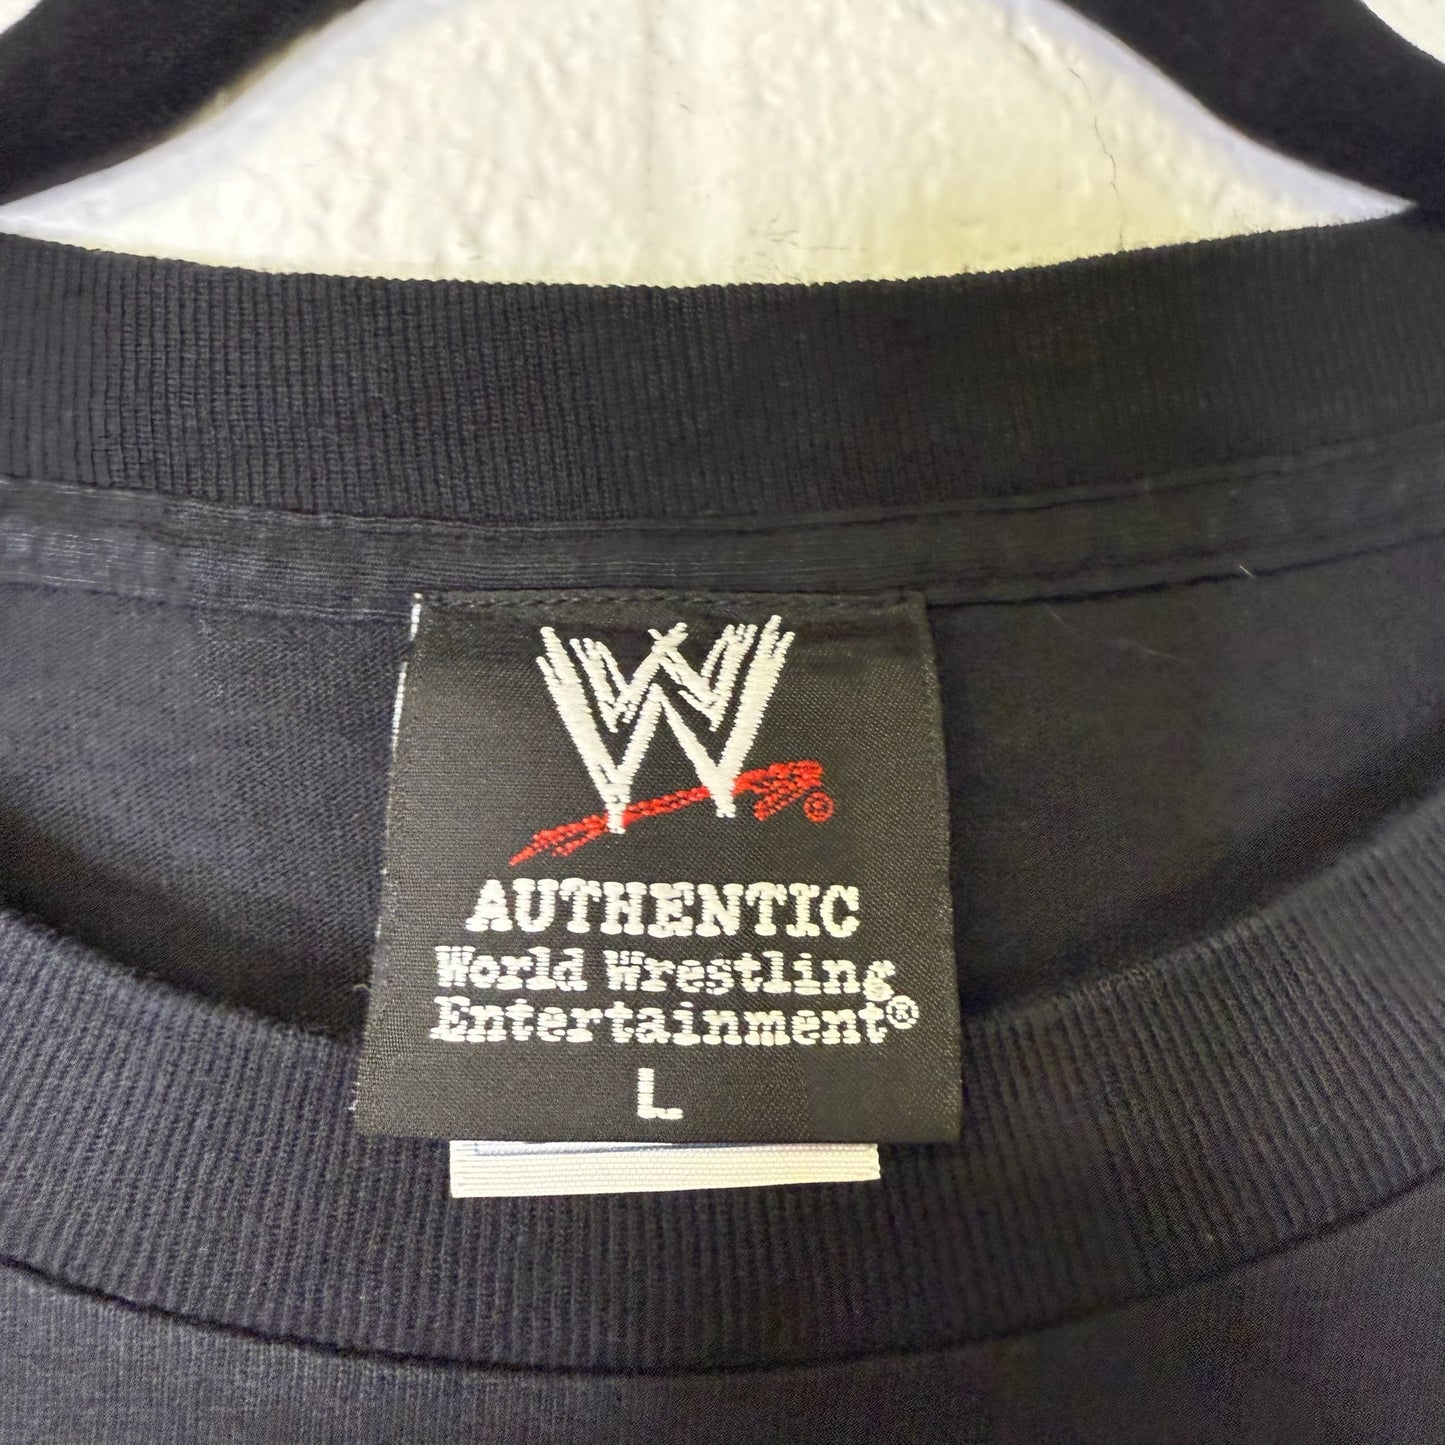 W
®
AUTHENTIC
World Wrestling
Entertainment®
L